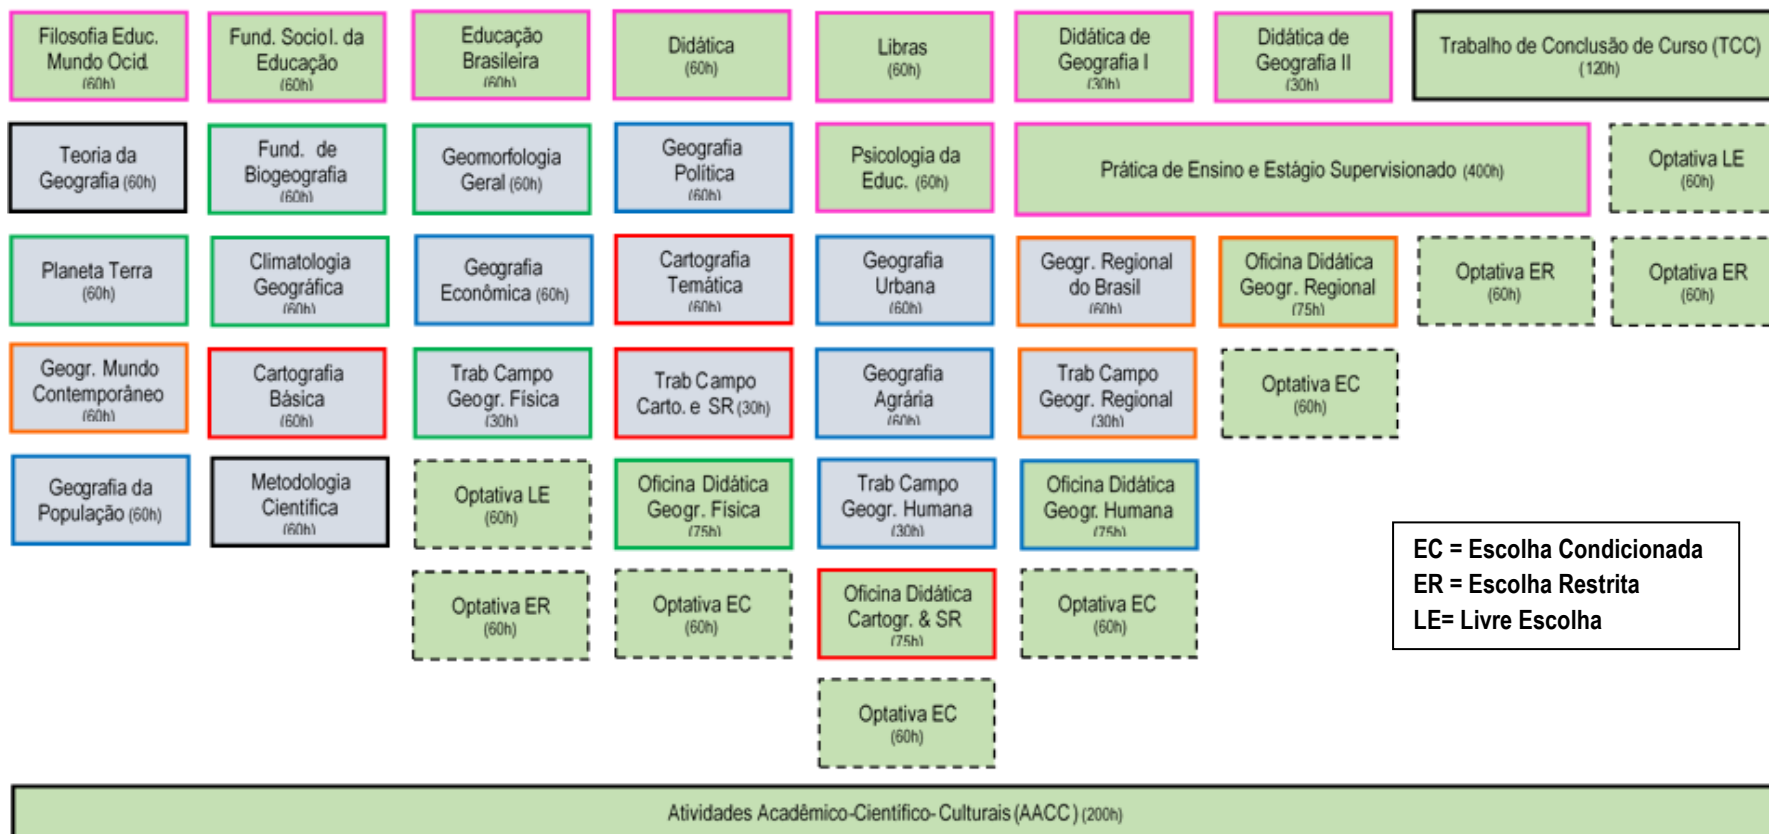 Filosofia Educ.
Mundo Ocid.
(60h)
Fund. Sociol. da
Educação
(60h)
Educação
Brasileira
(60h)
Didática
(60h)
Libras
(60h)
Didática de
Geografia I
(30h)
Didática de
Geografia II
(30h)
Trabalho de Conclusão de Curso (TCC)
(120h)
Teoria da
Geografia (60h)
Fund. de
Biogeografia
(60h)
Geomorfologia
Geral (60h)
Geografia
Política
(60h)
Psicologia da
Educ. (60h)
Prática de Ensino e Estágio Supervisionado (400h)
Optativa LE
(60h)
Planeta Terra
(60h)
Climatologia
Geográfica
(60h)
Geografia
Econômica (60h)
Cartografia
Temática
(60h)
Geografia
Urbana
(60h)
Geogr. Regional
do Brasil
(60h)
Oficina Didática
Geogr. Regional
(75h)
Optativa ER
(60h)
Optativa ER
(60h)
Geogr. Mundo
Contemporâneo
(60h)
Cartografia
Básica
(60h)
Trab Campo
Geogr. Física
(30h)
Trab Campo
Carto. e SR (30h)
Geografia
Agrária
(60h)
Trab Campo
Geogr. Regional
(30h)
Optativa EC
(60h)
Geografia da
População (60h)
Metodologia
Científica
(60h)
Optativa LE
(60h)
Oficina Didática
Geogr. Física
(75h)
Trab Campo
Geogr. Humana
(30h)
Oficina Didática
Geogr. Humana
(75h)
EC = Escolha Condicionada
ER = Escolha Restrita
LE= Livre Escolha
Optativa ER
(60h)
Optativa EC
(60h)
Oficina Didática
Cartogr. & SR
(75h)
Optativa EC
(60h)
Optativa EC
(60h)
Atividades Acadêmico-Científico- Culturais (AACC) (200h)